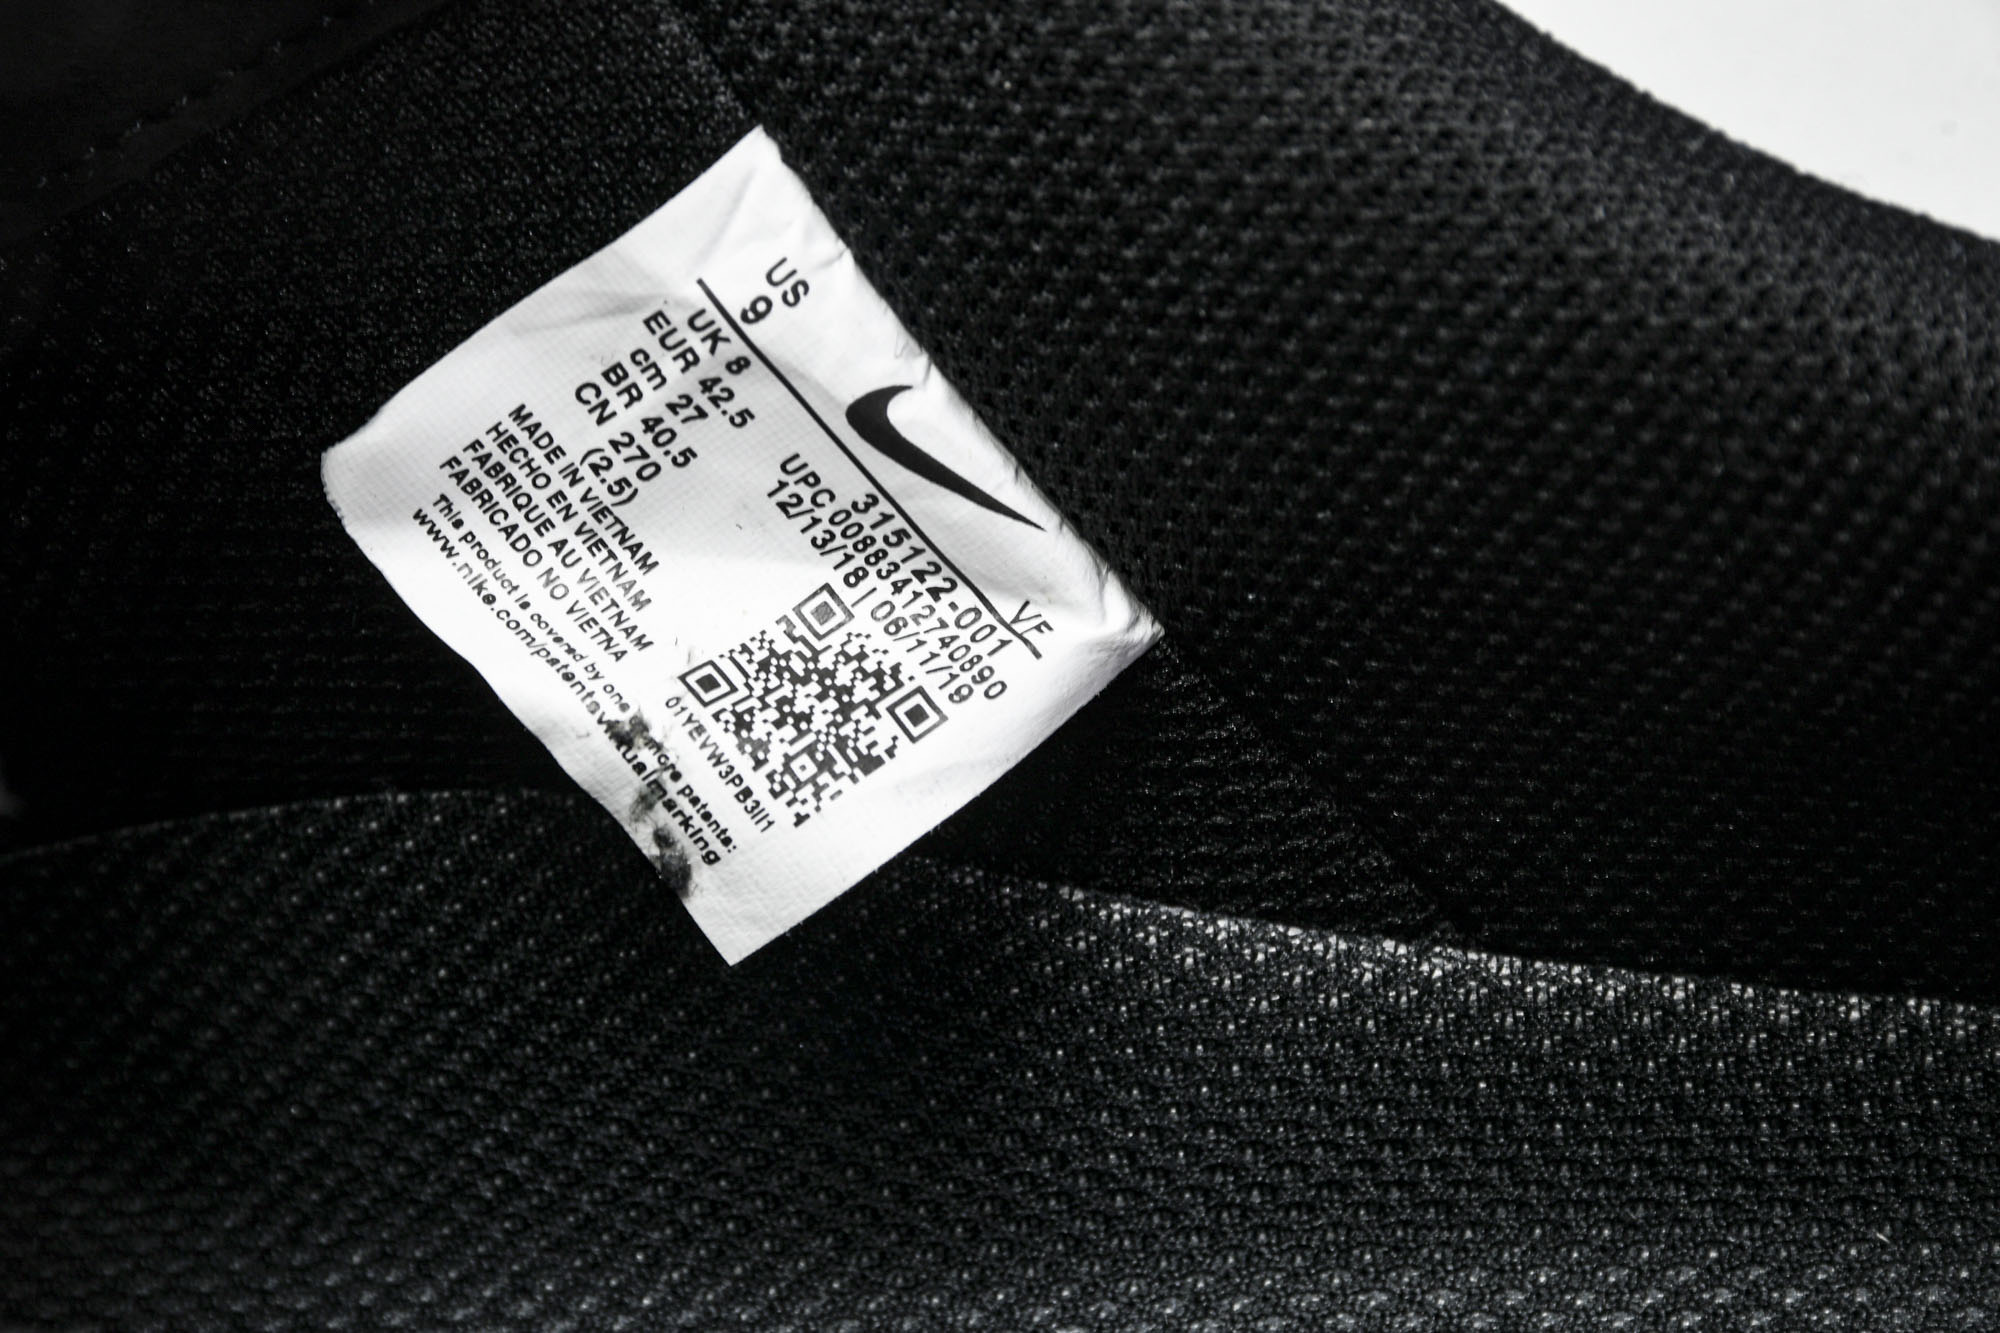 US
9
UK 8
EUR 42.5
cm 27
BR 40.5
CN 270
(2.5)
MADE IN VIETNAM
HECHO EN VIETNAM
FABRIQUE AU VIETNAM
FABRICADO NO VIETNA
This product is covered by one or more patents:
www.nike.com/patentsvirtualmarking
VF
315122-001
UPC 00883412740890
12/13/18 | 06/11/19
01YEVW3PB3II1